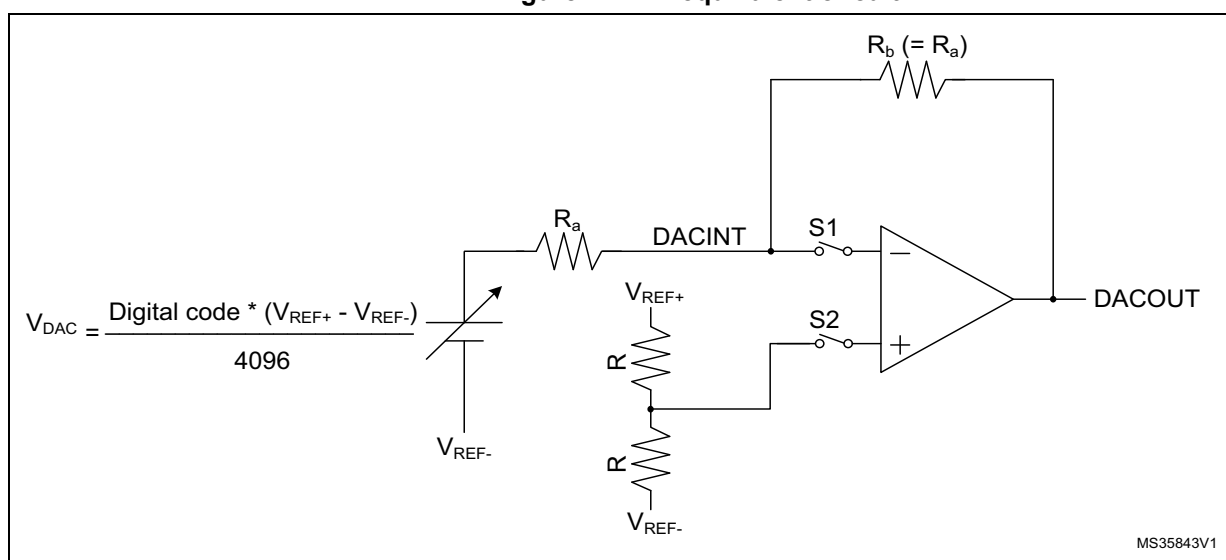 R_b (= R_a)
R_a
DACINT
S1
−
V_REF+
DACOUT
V_DAC = Digital code * (V_REF+ - V_REF-)
4096
S2
+
R
V_REF-
R
V_REF-
MS35843V1